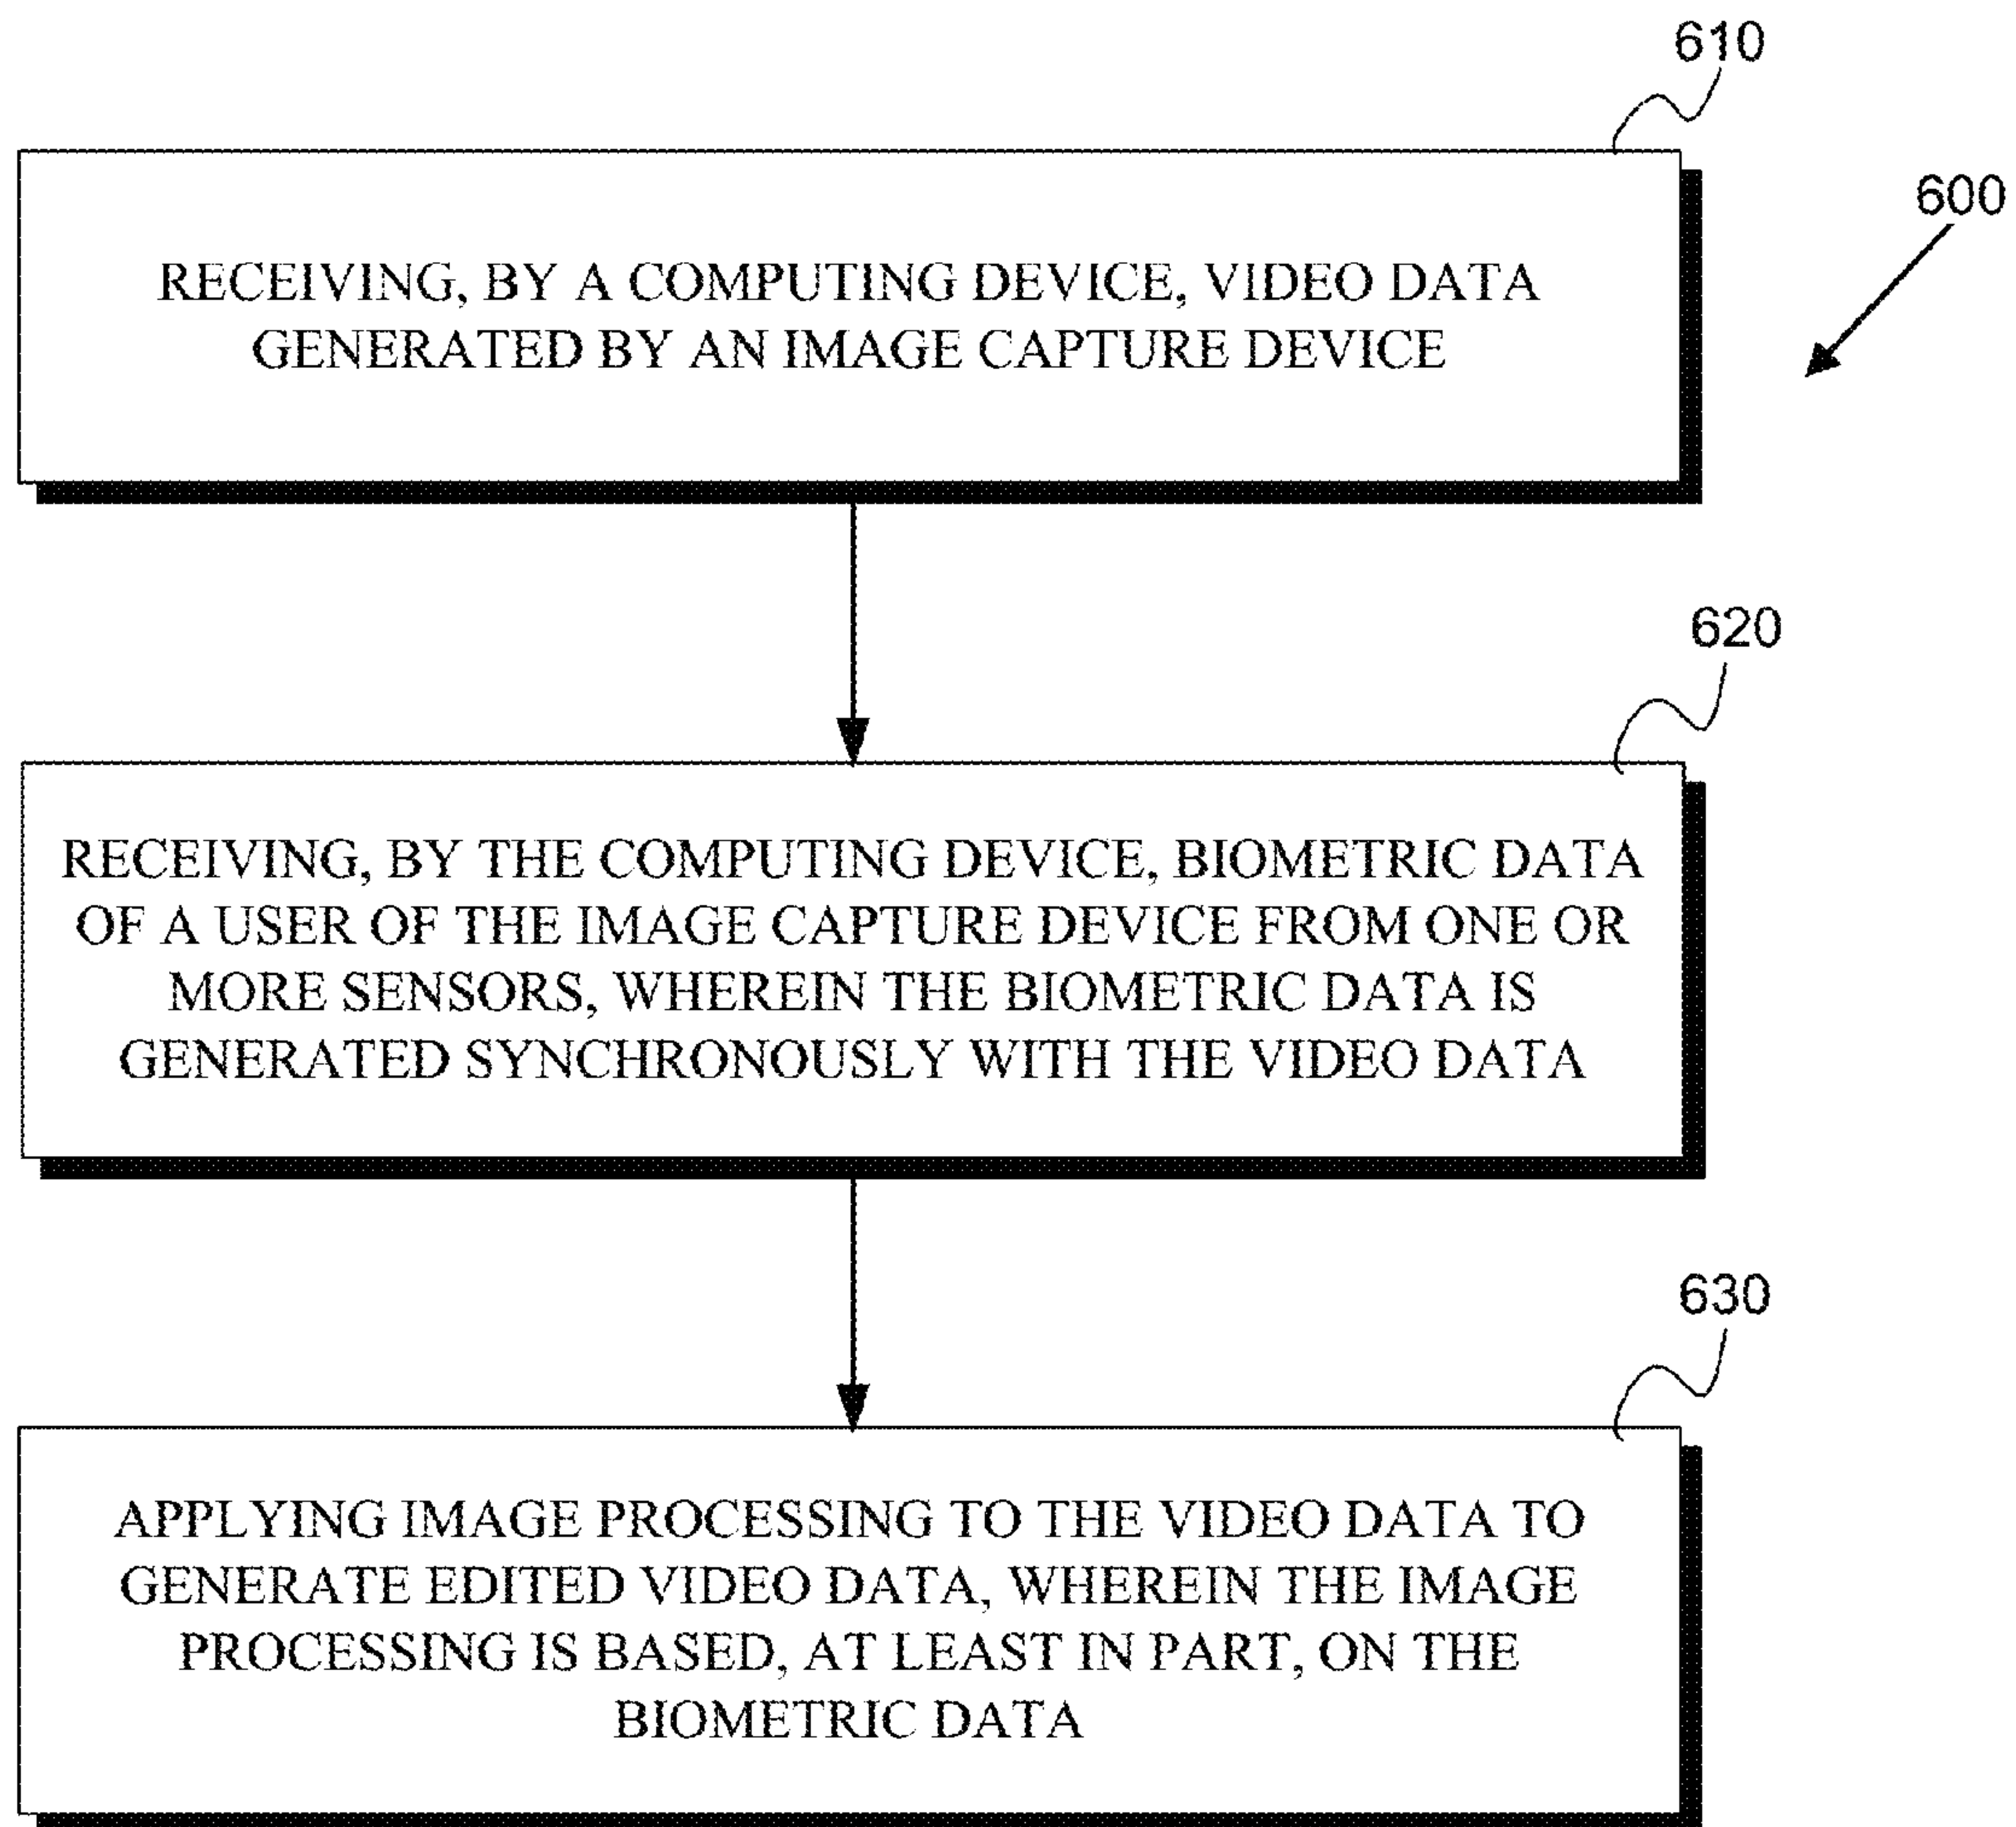 610
600
RECEIVING, BY A COMPUTING DEVICE, VIDEO DATA
GENERATED BY AN IMAGE CAPTURE DEVICE
620
RECEIVING, BY THE COMPUTING DEVICE, BIOMETRIC DATA
OF A USER OF THE IMAGE CAPTURE DEVICE FROM ONE OR
MORE SENSORS, WHEREIN THE BIOMETRIC DATA IS
GENERATED SYNCHRONOUSLY WITH THE VIDEO DATA
630
APPLYING IMAGE PROCESSING TO THE VIDEO DATA TO
GENERATE EDITED VIDEO DATA, WHEREIN THE IMAGE
PROCESSING IS BASED, AT LEAST IN PART, ON THE
BIOMETRIC DATA